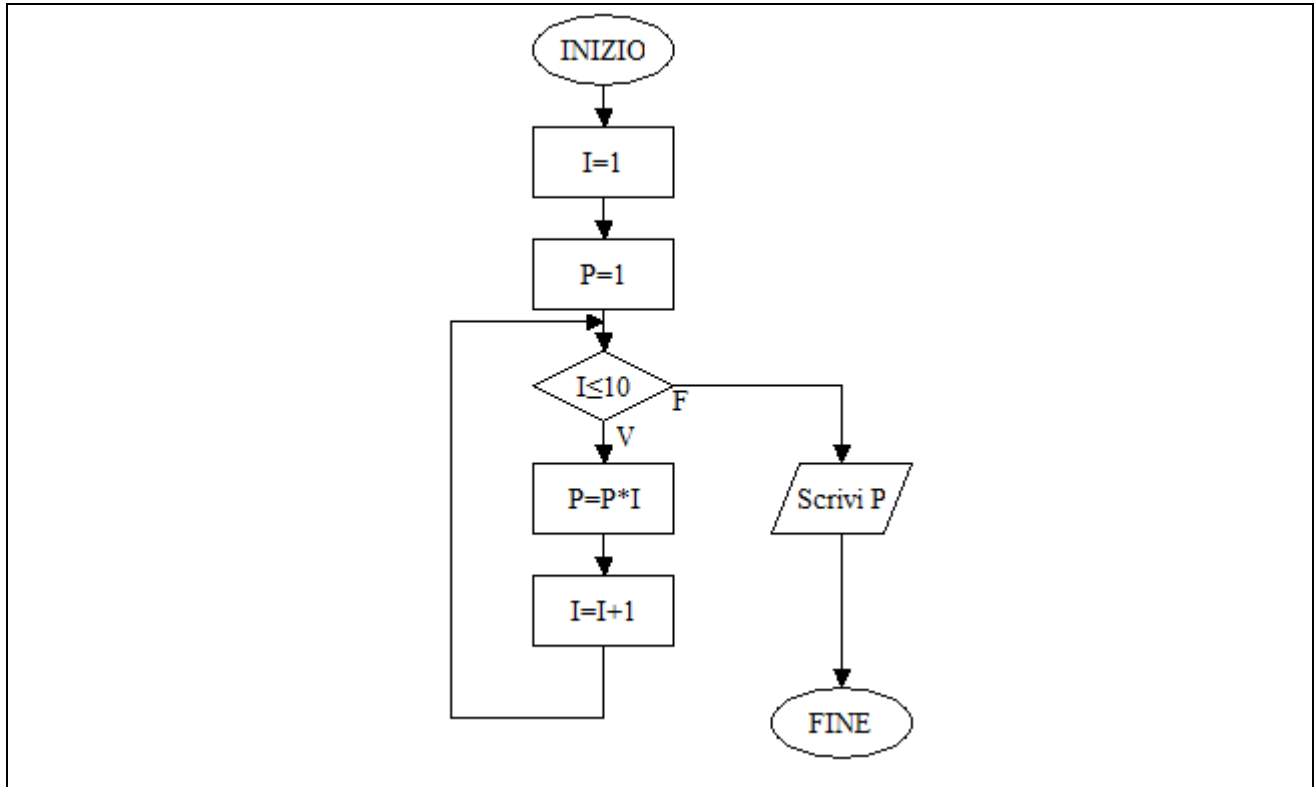 INIZIO
I=1
P=1
I≤10
F
V
P=P*I
Scrivi P
I=I+1
FINE